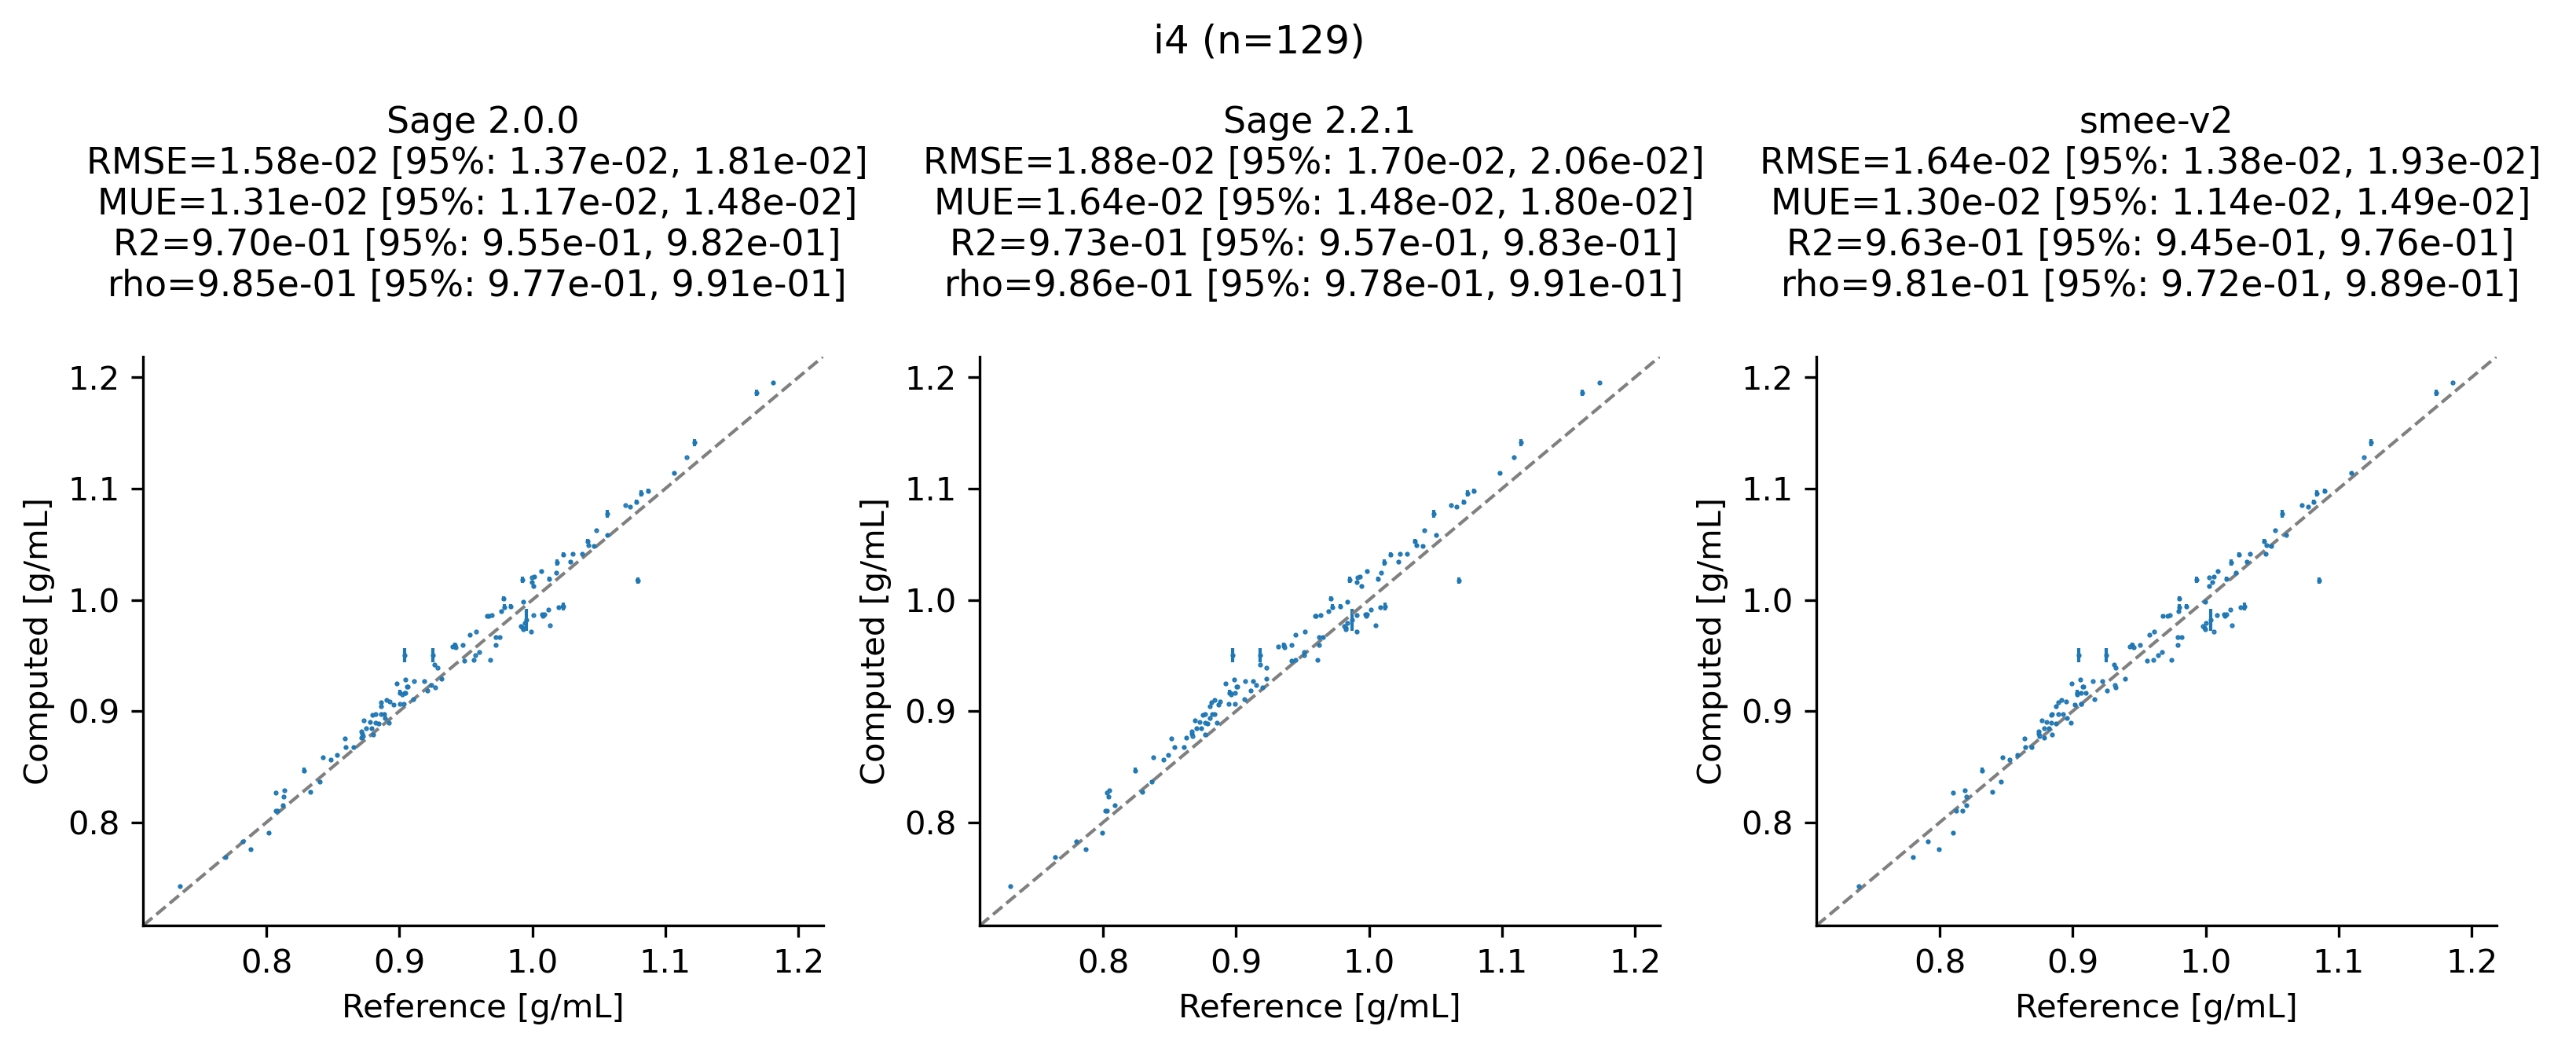 i4 (n=129)
Sage 2.0.0
RMSE=1.58e-02 [95%: 1.37e-02, 1.81e-02]
MUE=1.31e-02 [95%: 1.17e-02, 1.48e-02]
R2=9.70e-01 [95%: 9.55e-01, 9.82e-01]
rho=9.85e-01 [95%: 9.77e-01, 9.91e-01]
Computed [g/mL]
1.2
1.1
1.0
0.9
0.8
0.8 0.9 1.0 1.1 1.2
Reference [g/mL]
Sage 2.2.1
RMSE=1.88e-02 [95%: 1.70e-02, 2.06e-02]
MUE=1.64e-02 [95%: 1.48e-02, 1.80e-02]
R2=9.73e-01 [95%: 9.57e-01, 9.83e-01]
rho=9.86e-01 [95%: 9.78e-01, 9.91e-01]
Computed [g/mL]
1.2
1.1
1.0
0.9
0.8
0.8 0.9 1.0 1.1 1.2
Reference [g/mL]
smee-v2
RMSE=1.64e-02 [95%: 1.38e-02, 1.93e-02]
MUE=1.30e-02 [95%: 1.14e-02, 1.49e-02]
R2=9.63e-01 [95%: 9.45e-01, 9.76e-01]
rho=9.81e-01 [95%: 9.72e-01, 9.89e-01]
Computed [g/mL]
1.2
1.1
1.0
0.9
0.8
0.8 0.9 1.0 1.1 1.2
Reference [g/mL]